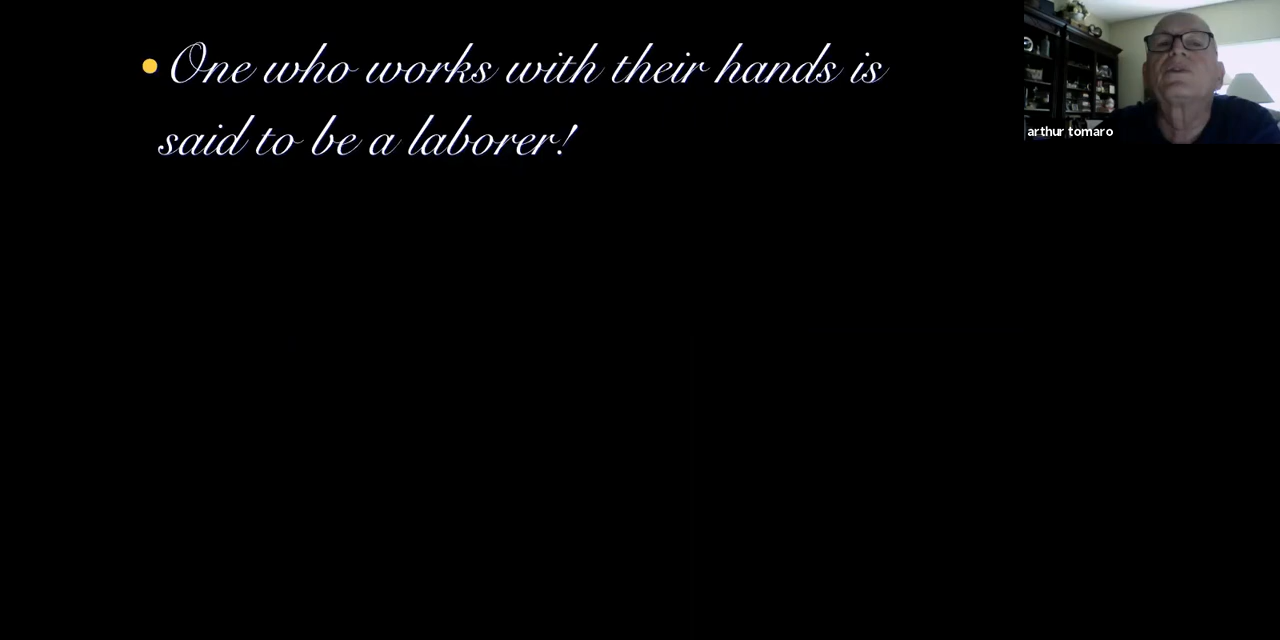 • One who works with their hands is
said to be a laborer!
arthur tomaro